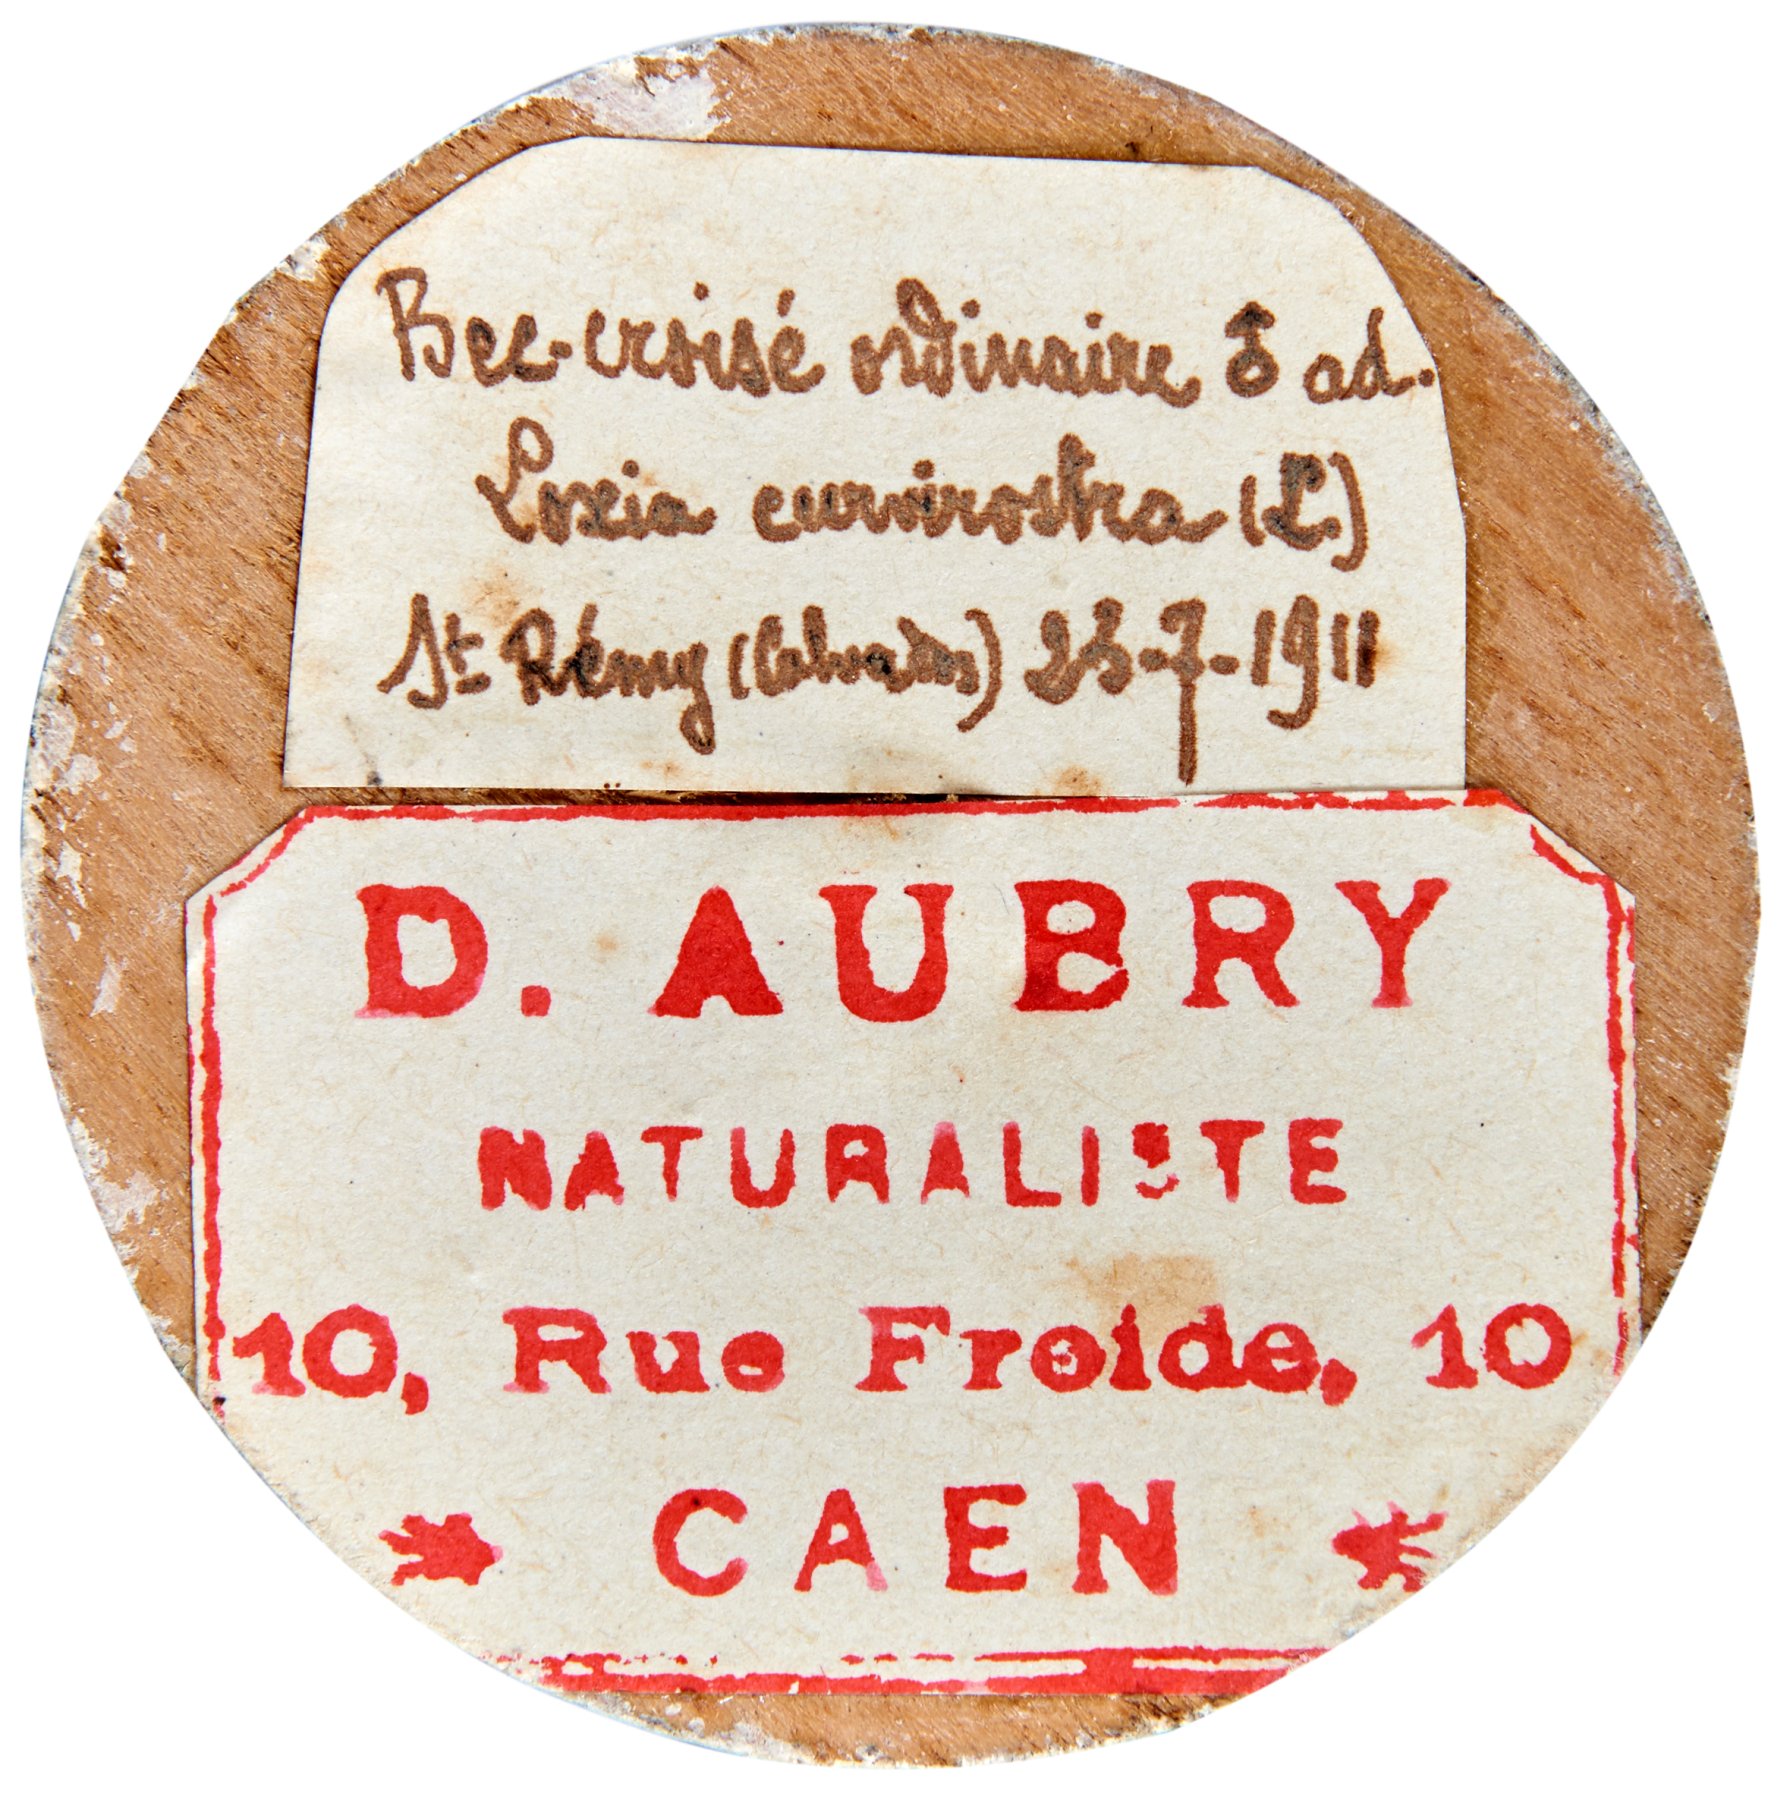 Bec-croisé ordinaire ♂ ad.
Loxia curvirostra (L.)
St Rémy (Calvados) 23-7-1911
D. AUBRY
NATURALISTE
10, Rue Froide, 10
CAEN